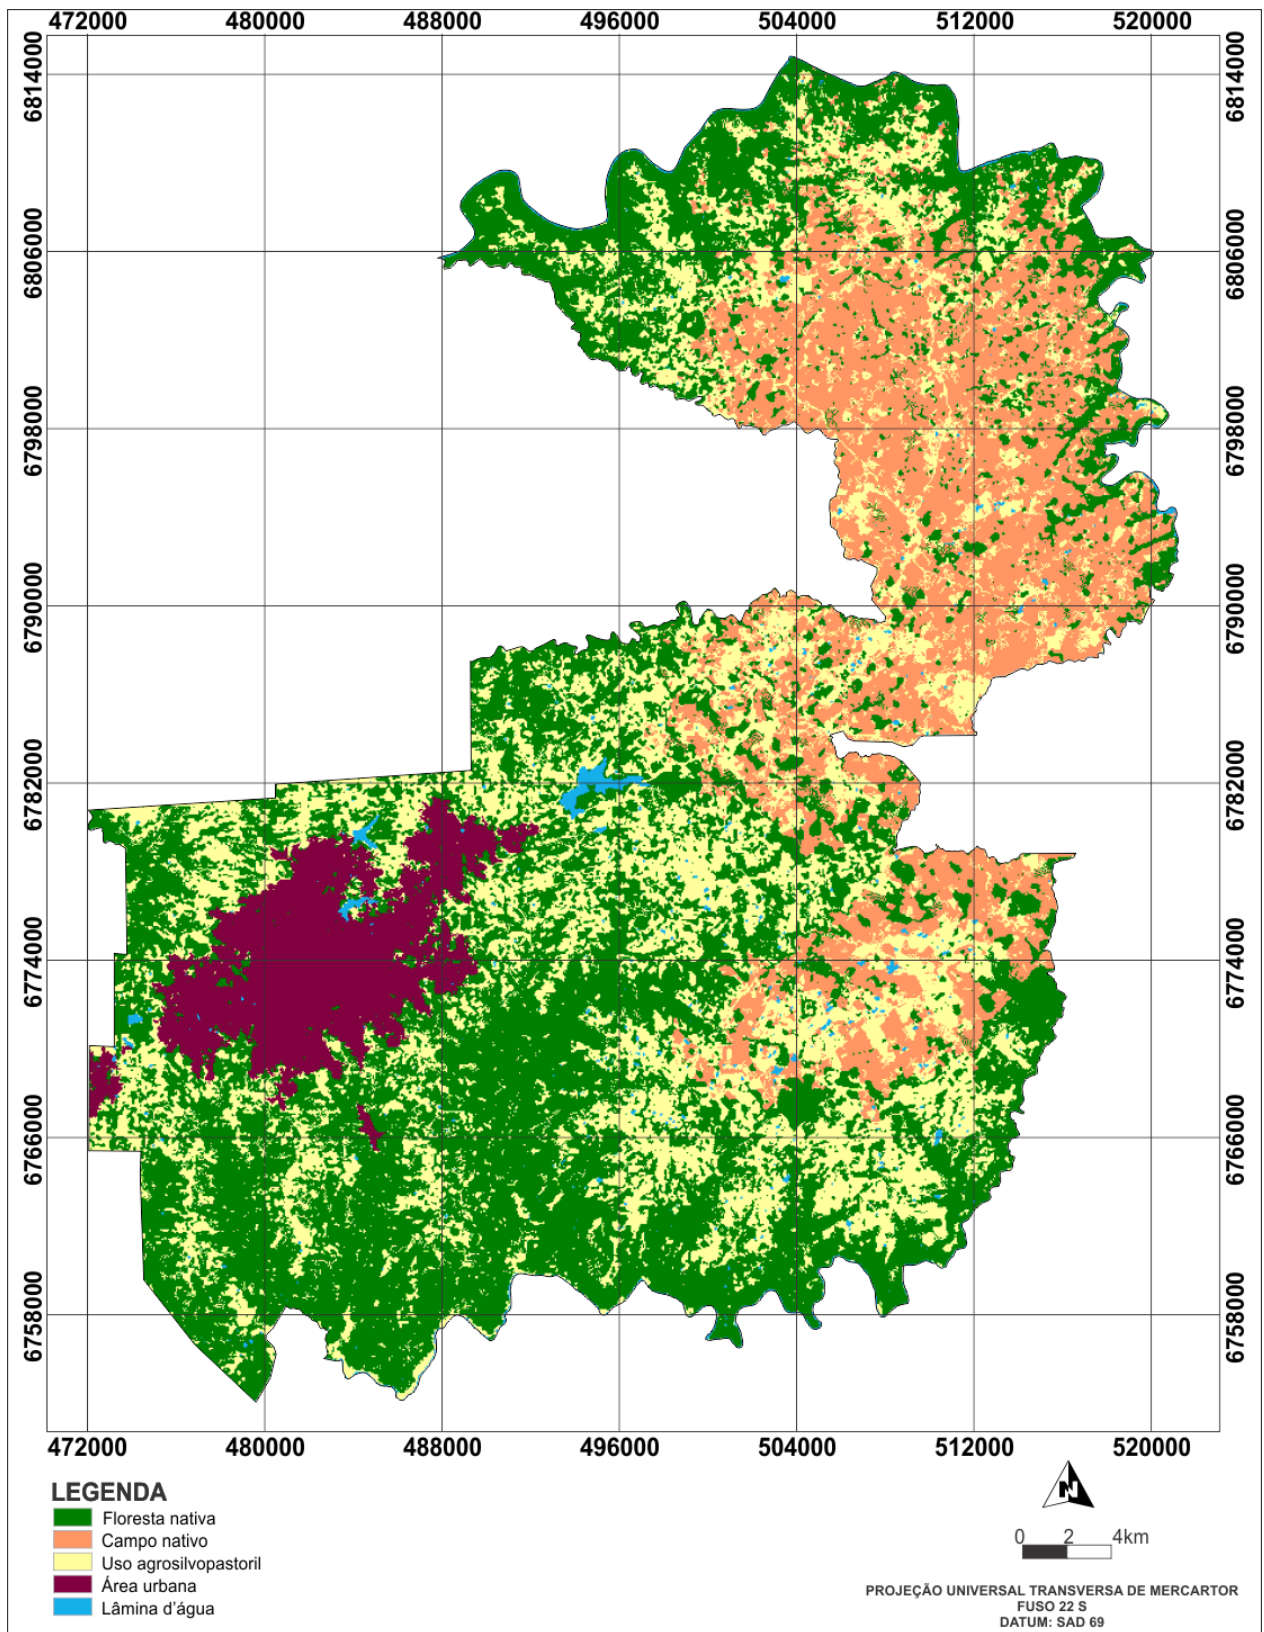 472000 480000 488000 496000 504000 512000 520000
6814000 6814000
6806000 6806000
6798000 6798000
6790000 6790000
6782000 6782000
6774000 6774000
6766000 6766000
6758000 6758000
472000 480000 488000 496000 504000 512000 520000
LEGENDA
Floresta nativa
Campo nativo
Uso agrosilvopastoril
Área urbana
Lâmina d'água
N
0 2 4km
PROJEÇÃO UNIVERSAL TRANSVERSA DE MERCARTOR
FUSO 22 S
DATUM: SAD 69